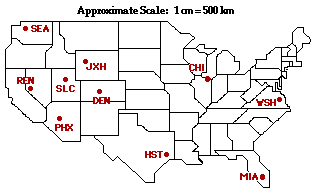 Approximate Scale: 1 cm = 500 km
SEA
JXH
CHI
REN
SLC
DEN
WSH
PHX
HST
MIA